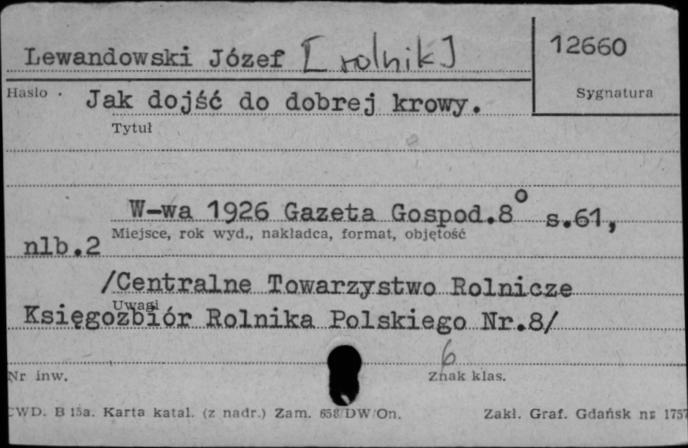 Lewandowski Józef [rolnik]
12660
Hasło
Sygnatura
Jak dojść do dobrej krowy.
Tytuł
W-wa 1926 Gazeta Gospod.8° s.61,
Miejsce, rok wyd., nakładca, format, objętość
nlb.2
/Centralne Towarzystwo Rolnicze
Uwagi
Księgozbiór Rolnika Polskiego Nr.8/
6
Nr inw.
Znak klas.
CWD. B 15a. Karta katal. (z nadr.) Zam. 658/DW/On.
Zakł. Graf. Gdańsk nr 1757